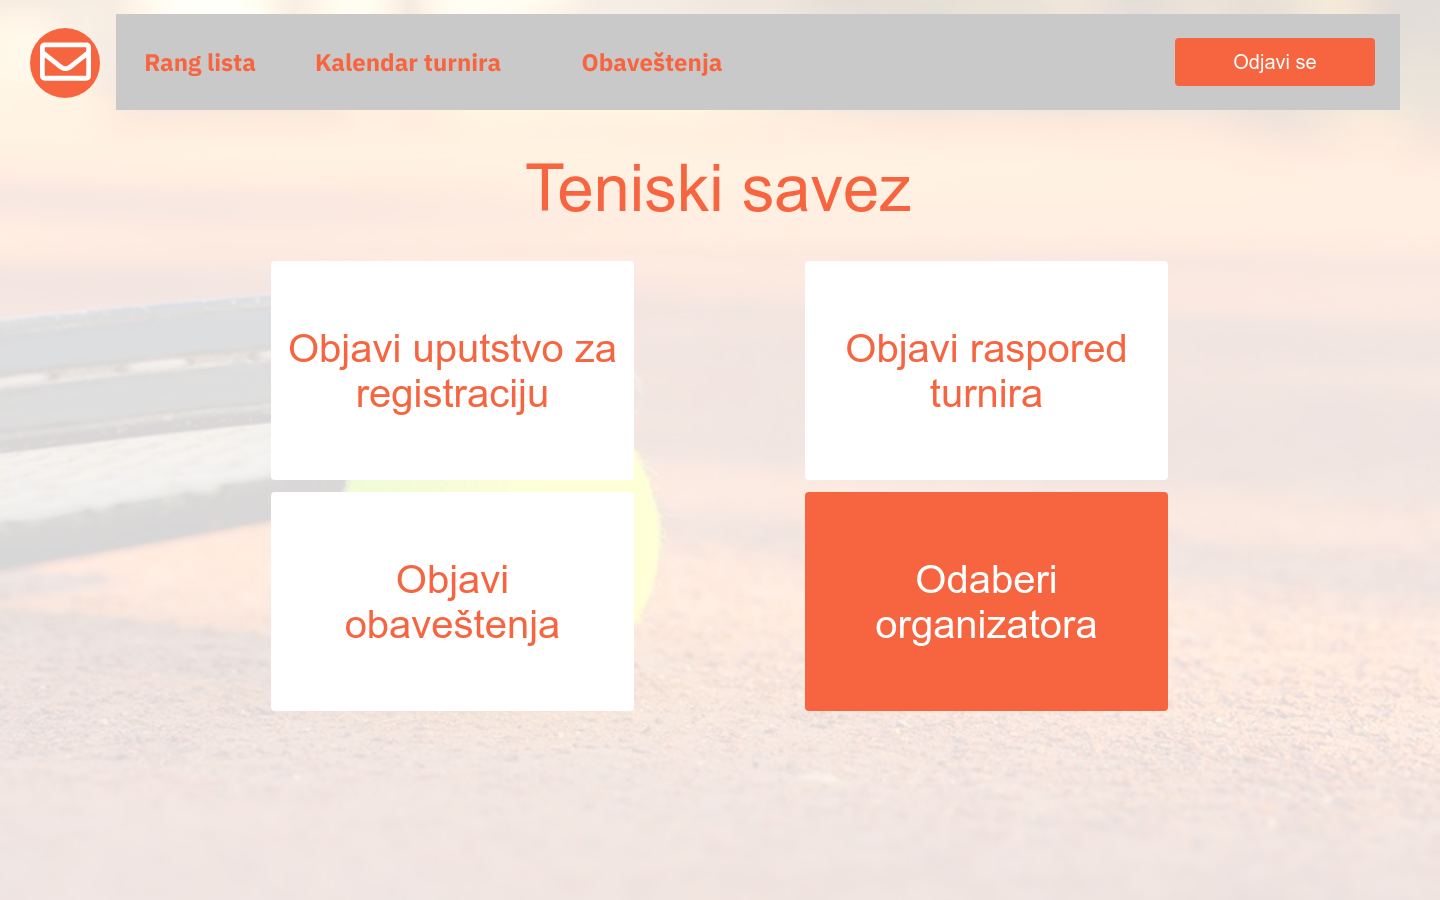 Rang lista
Kalendar turnira
Obaveštenja
Odjavi se
Teniski savez
Objavi uputstvo za
registraciju
Objavi raspored
turnira
Objavi
obaveštenja
Odaberi
organizatora